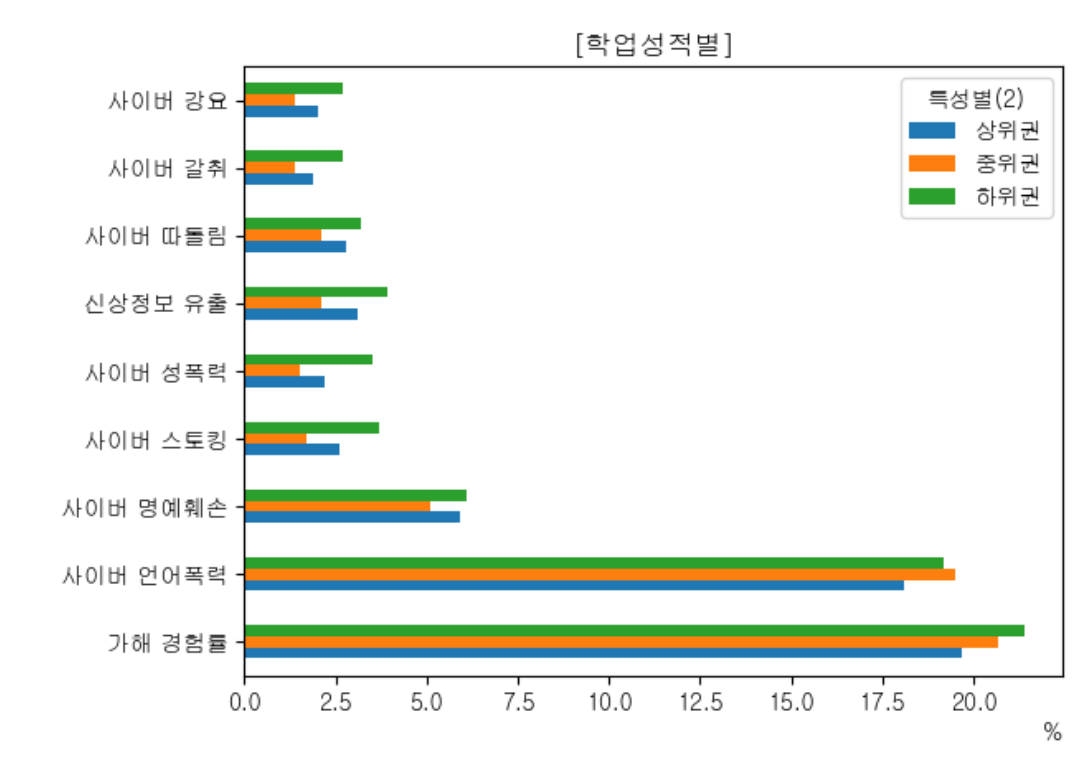 [학업성적별]
특성별(2)
상위권
중위권
하위권
사이버 강요
사이버 갈취
사이버 따돌림
신상정보 유출
사이버 성폭력
사이버 스토킹
사이버 명예훼손
사이버 언어폭력
가해 경험률
0.0 2.5 5.0 7.5 10.0 12.5 15.0 17.5 20.0
%